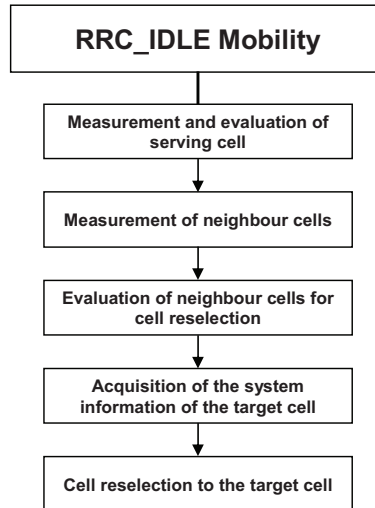 RRC_IDLE Mobility
Measurement and evaluation of
serving cell
Measurement of neighbour cells
Evaluation of neighbour cells for
cell reselection
Acquisition of the system
information of the target cell
Cell reselection to the target cell